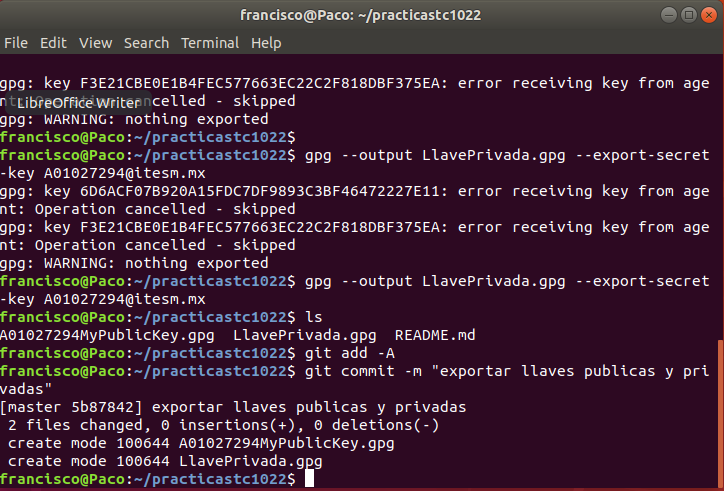 francisco@Paco: ~/practicastc1022
File Edit View Search Terminal Help
gpg: key F3E21CBE0E1B4FEC577663EC22C2F818DBF375EA: error receiving key from age
nt: Operation cancelled - skipped
LibreOffice Writer
gpg: WARNING: nothing exported
francisco@Paco:~/practicastc1022$
francisco@Paco:~/practicastc1022$ gpg --output LlavePrivada.gpg --export-secret
-key A01027294@itesm.mx
gpg: key 6D6ACF07B920A15FDC7DF9893C3BF46472227E11: error receiving key from age
nt: Operation cancelled - skipped
gpg: key F3E21CBE0E1B4FEC577663EC22C2F818DBF375EA: error receiving key from age
nt: Operation cancelled - skipped
gpg: WARNING: nothing exported
francisco@Paco:~/practicastc1022$ gpg --output LlavePrivada.gpg --export-secret
-key A01027294@itesm.mx
francisco@Paco:~/practicastc1022$ ls
A01027294MyPublicKey.gpg LlavePrivada.gpg README.md
francisco@Paco:~/practicastc1022$ git add -A
francisco@Paco:~/practicastc1022$ git commit -m "exportar llaves publicas y pri
vadas"
[master 5b87842] exportar llaves publicas y privadas
2 files changed, 0 insertions(+), 0 deletions(-)
create mode 100644 A01027294MyPublicKey.gpg
create mode 100644 LlavePrivada.gpg
francisco@Paco:~/practicastc1022$